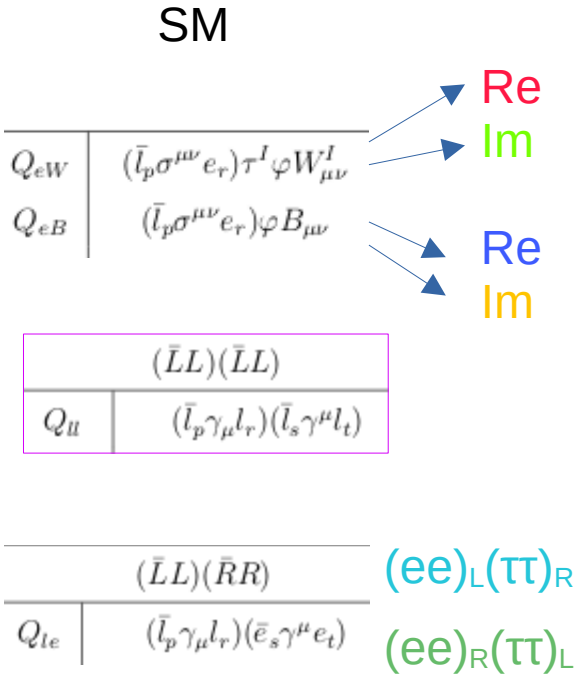 SM
Re
Q_{eW} (\bar{l}_p σ^{μν} e_r) τ^I φ W^I_{μν}
Im
Q_{eB} (\bar{l}_p σ^{μν} e_r) φ B_{μν}
Re
Im
(\bar{L}L)(\bar{L}L)
Q_{ll} (\bar{l}_p γ_μ l_r)(\bar{l}_s γ^μ l_t)
(\bar{L}L)(\bar{R}R) (ee)_L(ττ)_R
Q_{le} (\bar{l}_p γ_μ l_r)(\bar{e}_s γ^μ e_t) (ee)_R(ττ)_L